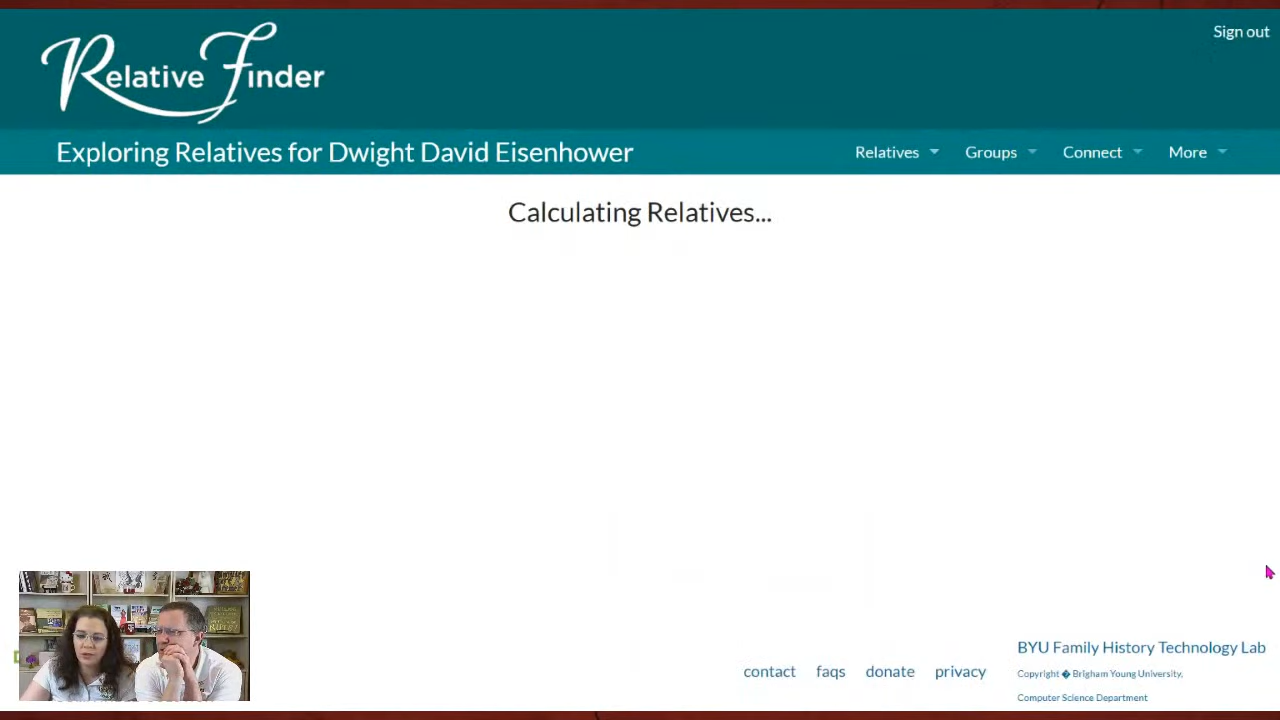 Sign out
Relative Finder
Exploring Relatives for Dwight David Eisenhower
Relatives Groups Connect More
Calculating Relatives...
contact faqs donate privacy
BYU Family History Technology Lab
Copyright � Brigham Young University.
Computer Science Department